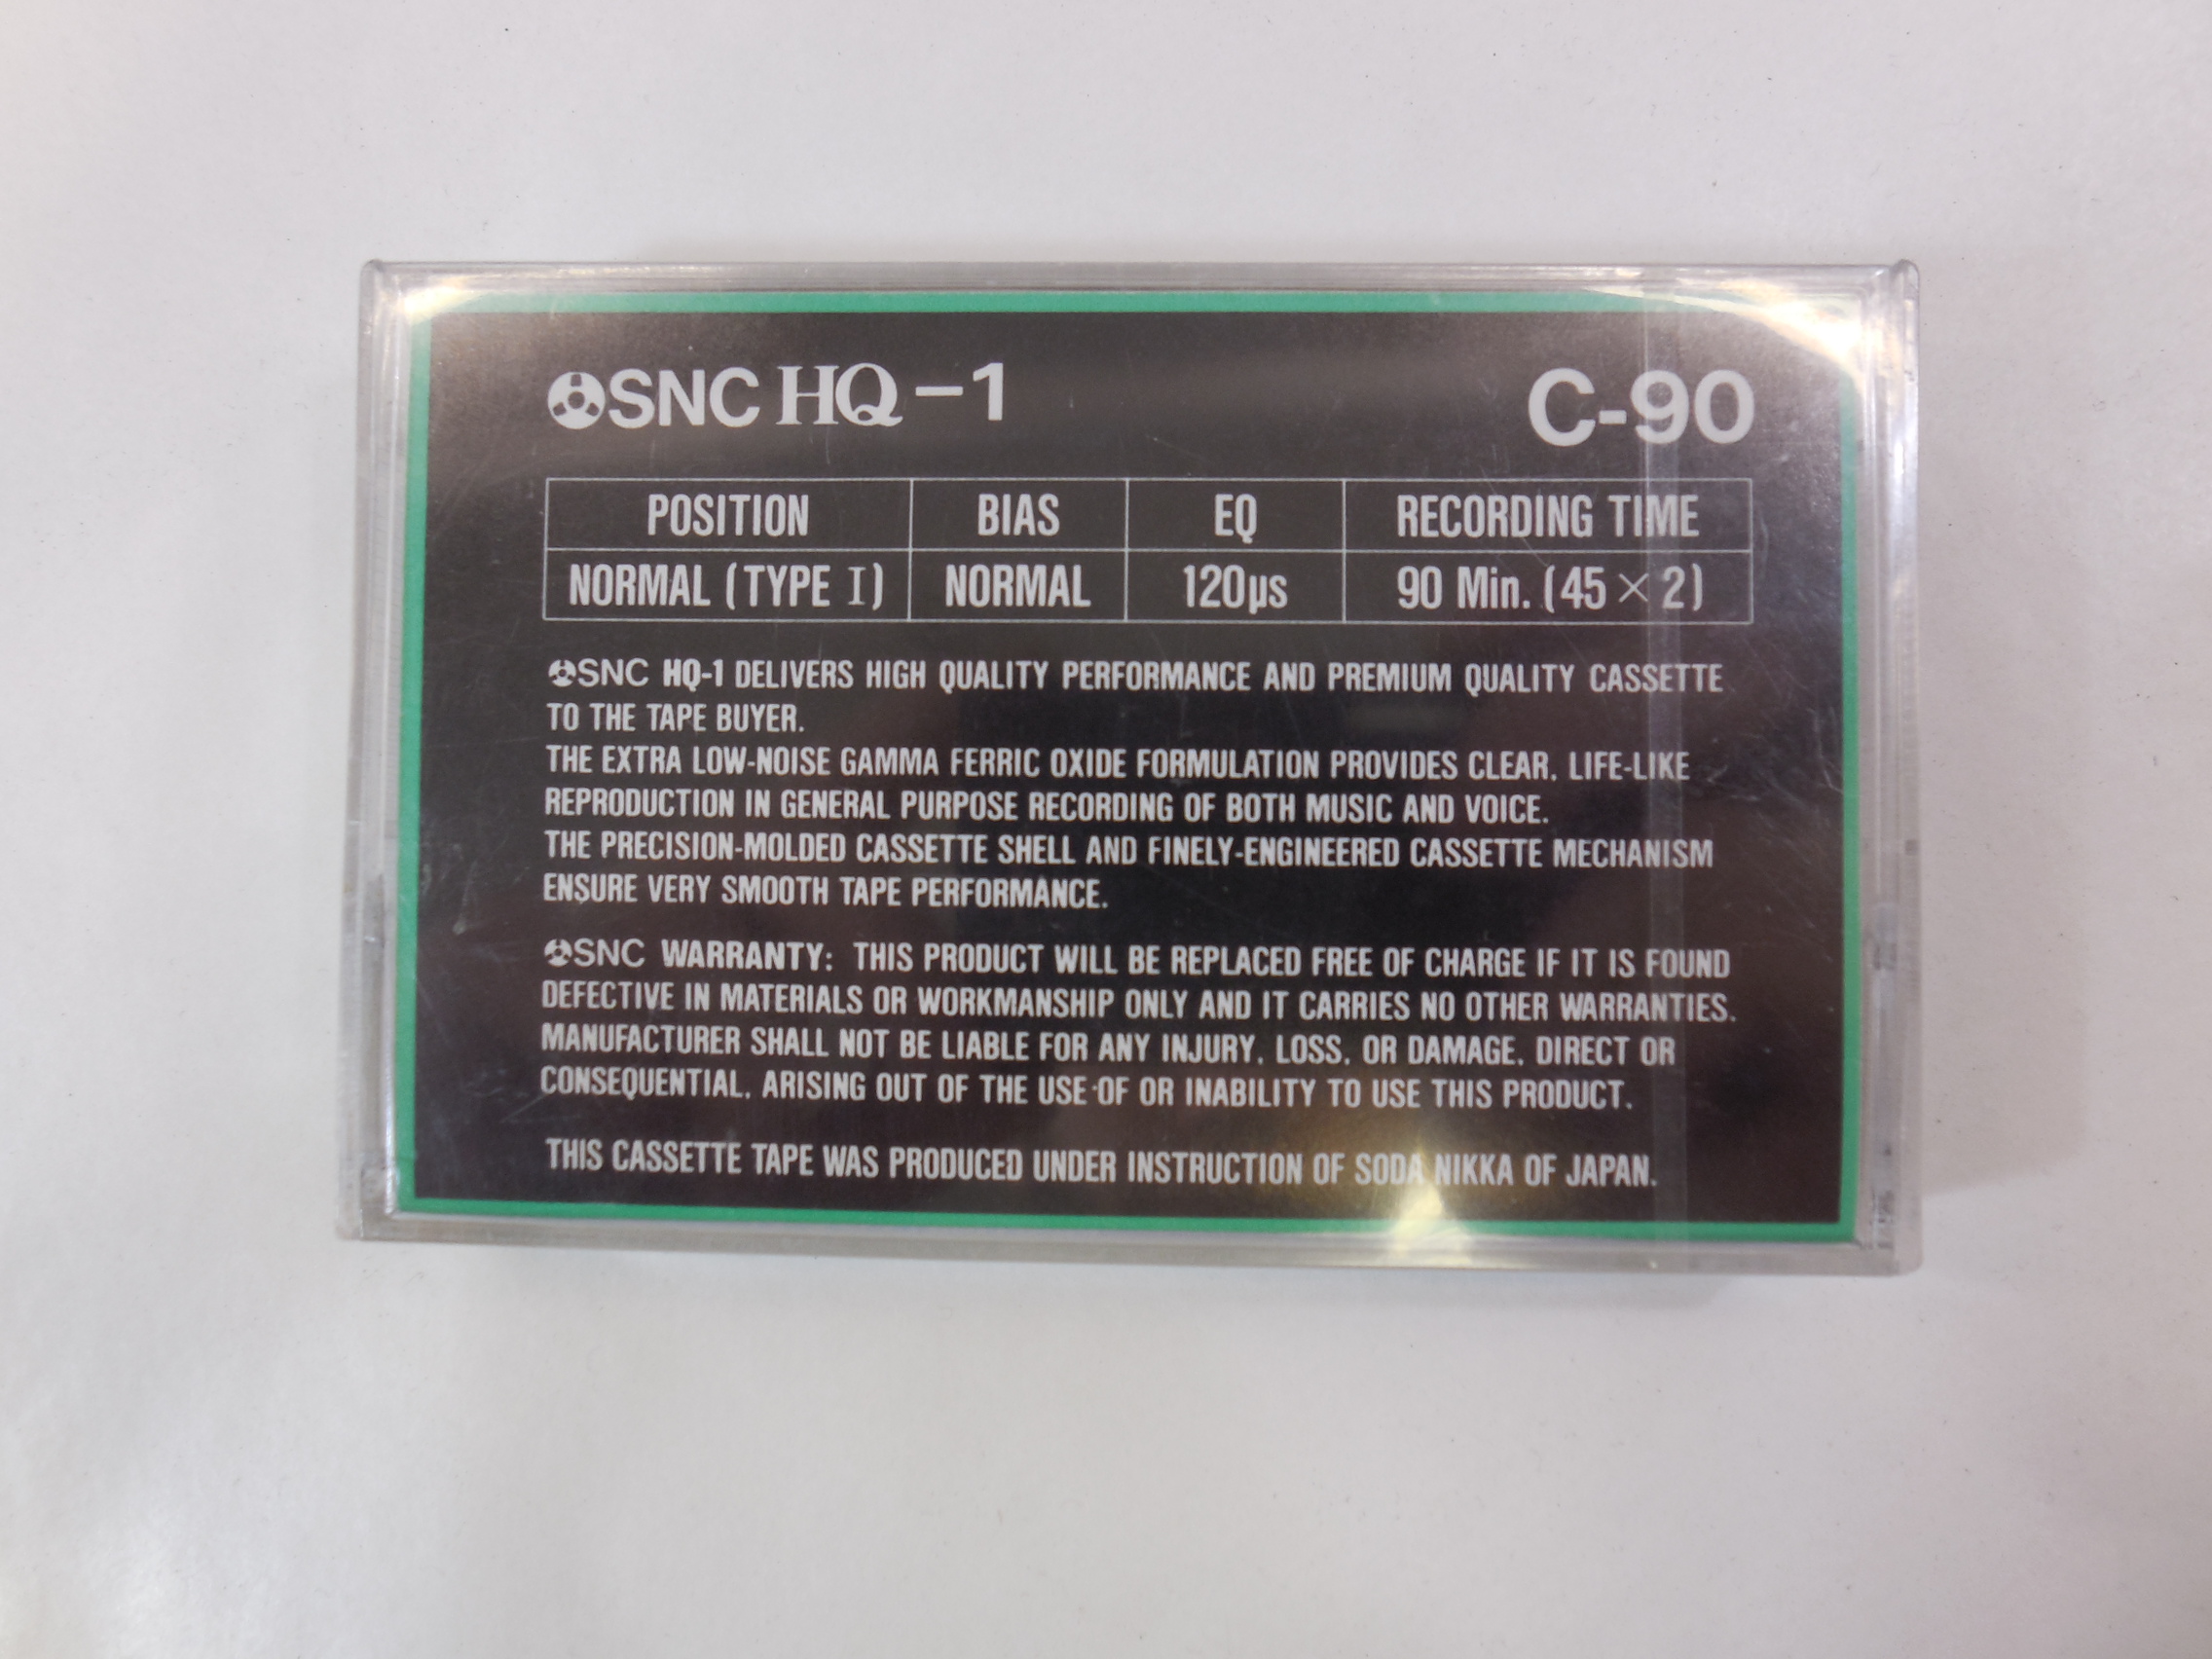 SNC HQ-1
C-90
POSITION BIAS EQ RECORDING TIME
NORMAL (TYPE I) NORMAL 120µs 90 Min. (45 × 2)
SNC HQ-1 DELIVERS HIGH QUALITY PERFORMANCE AND PREMIUM QUALITY CASSETTE
TO THE TAPE BUYER.
THE EXTRA LOW-NOISE GAMMA FERRIC OXIDE FORMULATION PROVIDES CLEAR, LIFE-LIKE
REPRODUCTION IN GENERAL PURPOSE RECORDING OF BOTH MUSIC AND VOICE.
THE PRECISION-MOLDED CASSETTE SHELL AND FINELY-ENGINEERED CASSETTE MECHANISM
ENSURE VERY SMOOTH TAPE PERFORMANCE.
SNC WARRANTY: THIS PRODUCT WILL BE REPLACED FREE OF CHARGE IF IT IS FOUND
DEFECTIVE IN MATERIALS OR WORKMANSHIP ONLY AND IT CARRIES NO OTHER WARRANTIES.
MANUFACTURER SHALL NOT BE LIABLE FOR ANY INJURY, LOSS, OR DAMAGE, DIRECT OR
CONSEQUENTIAL, ARISING OUT OF THE USE OF OR INABILITY TO USE THIS PRODUCT.
THIS CASSETTE TAPE WAS PRODUCED UNDER INSTRUCTION OF SODA NIKKA OF JAPAN.